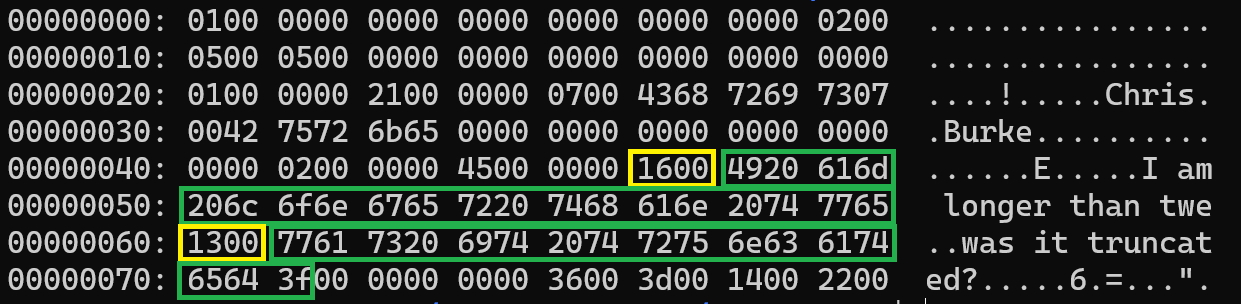 00000000: 0100 0000 0000 0000 0000 0000 0000 0200 ................
00000010: 0500 0500 0000 0000 0000 0000 0000 0000 ................
00000020: 0100 0000 2100 0000 0700 4368 7269 7307 ....!.....Chris.
00000030: 0042 7572 6b65 0000 0000 0000 0000 0000 .Burke..........
00000040: 0000 0200 0000 4500 0000 1600 4920 616d ......E.....I am
00000050: 206c 6f6e 6765 7220 7468 616e 2074 7765  longer than twe
00000060: 1300 7761 7320 6974 2074 7275 6e63 6174 ..was it truncat
00000070: 6564 3f00 0000 0000 3600 3d00 1400 2200 ed?.....6.=...".